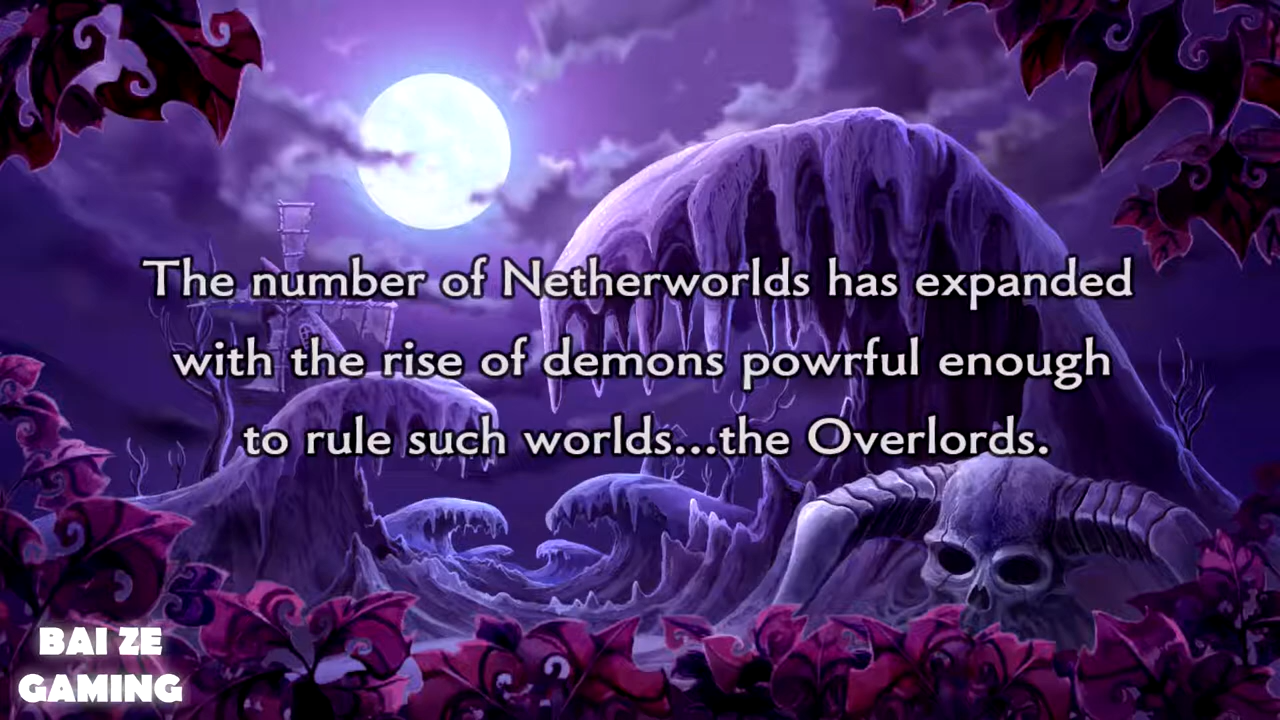 The number of Netherworlds has expanded
with the rise of demons powrful enough
to rule such worlds...the Overlords.
BAI ZE
GAMING